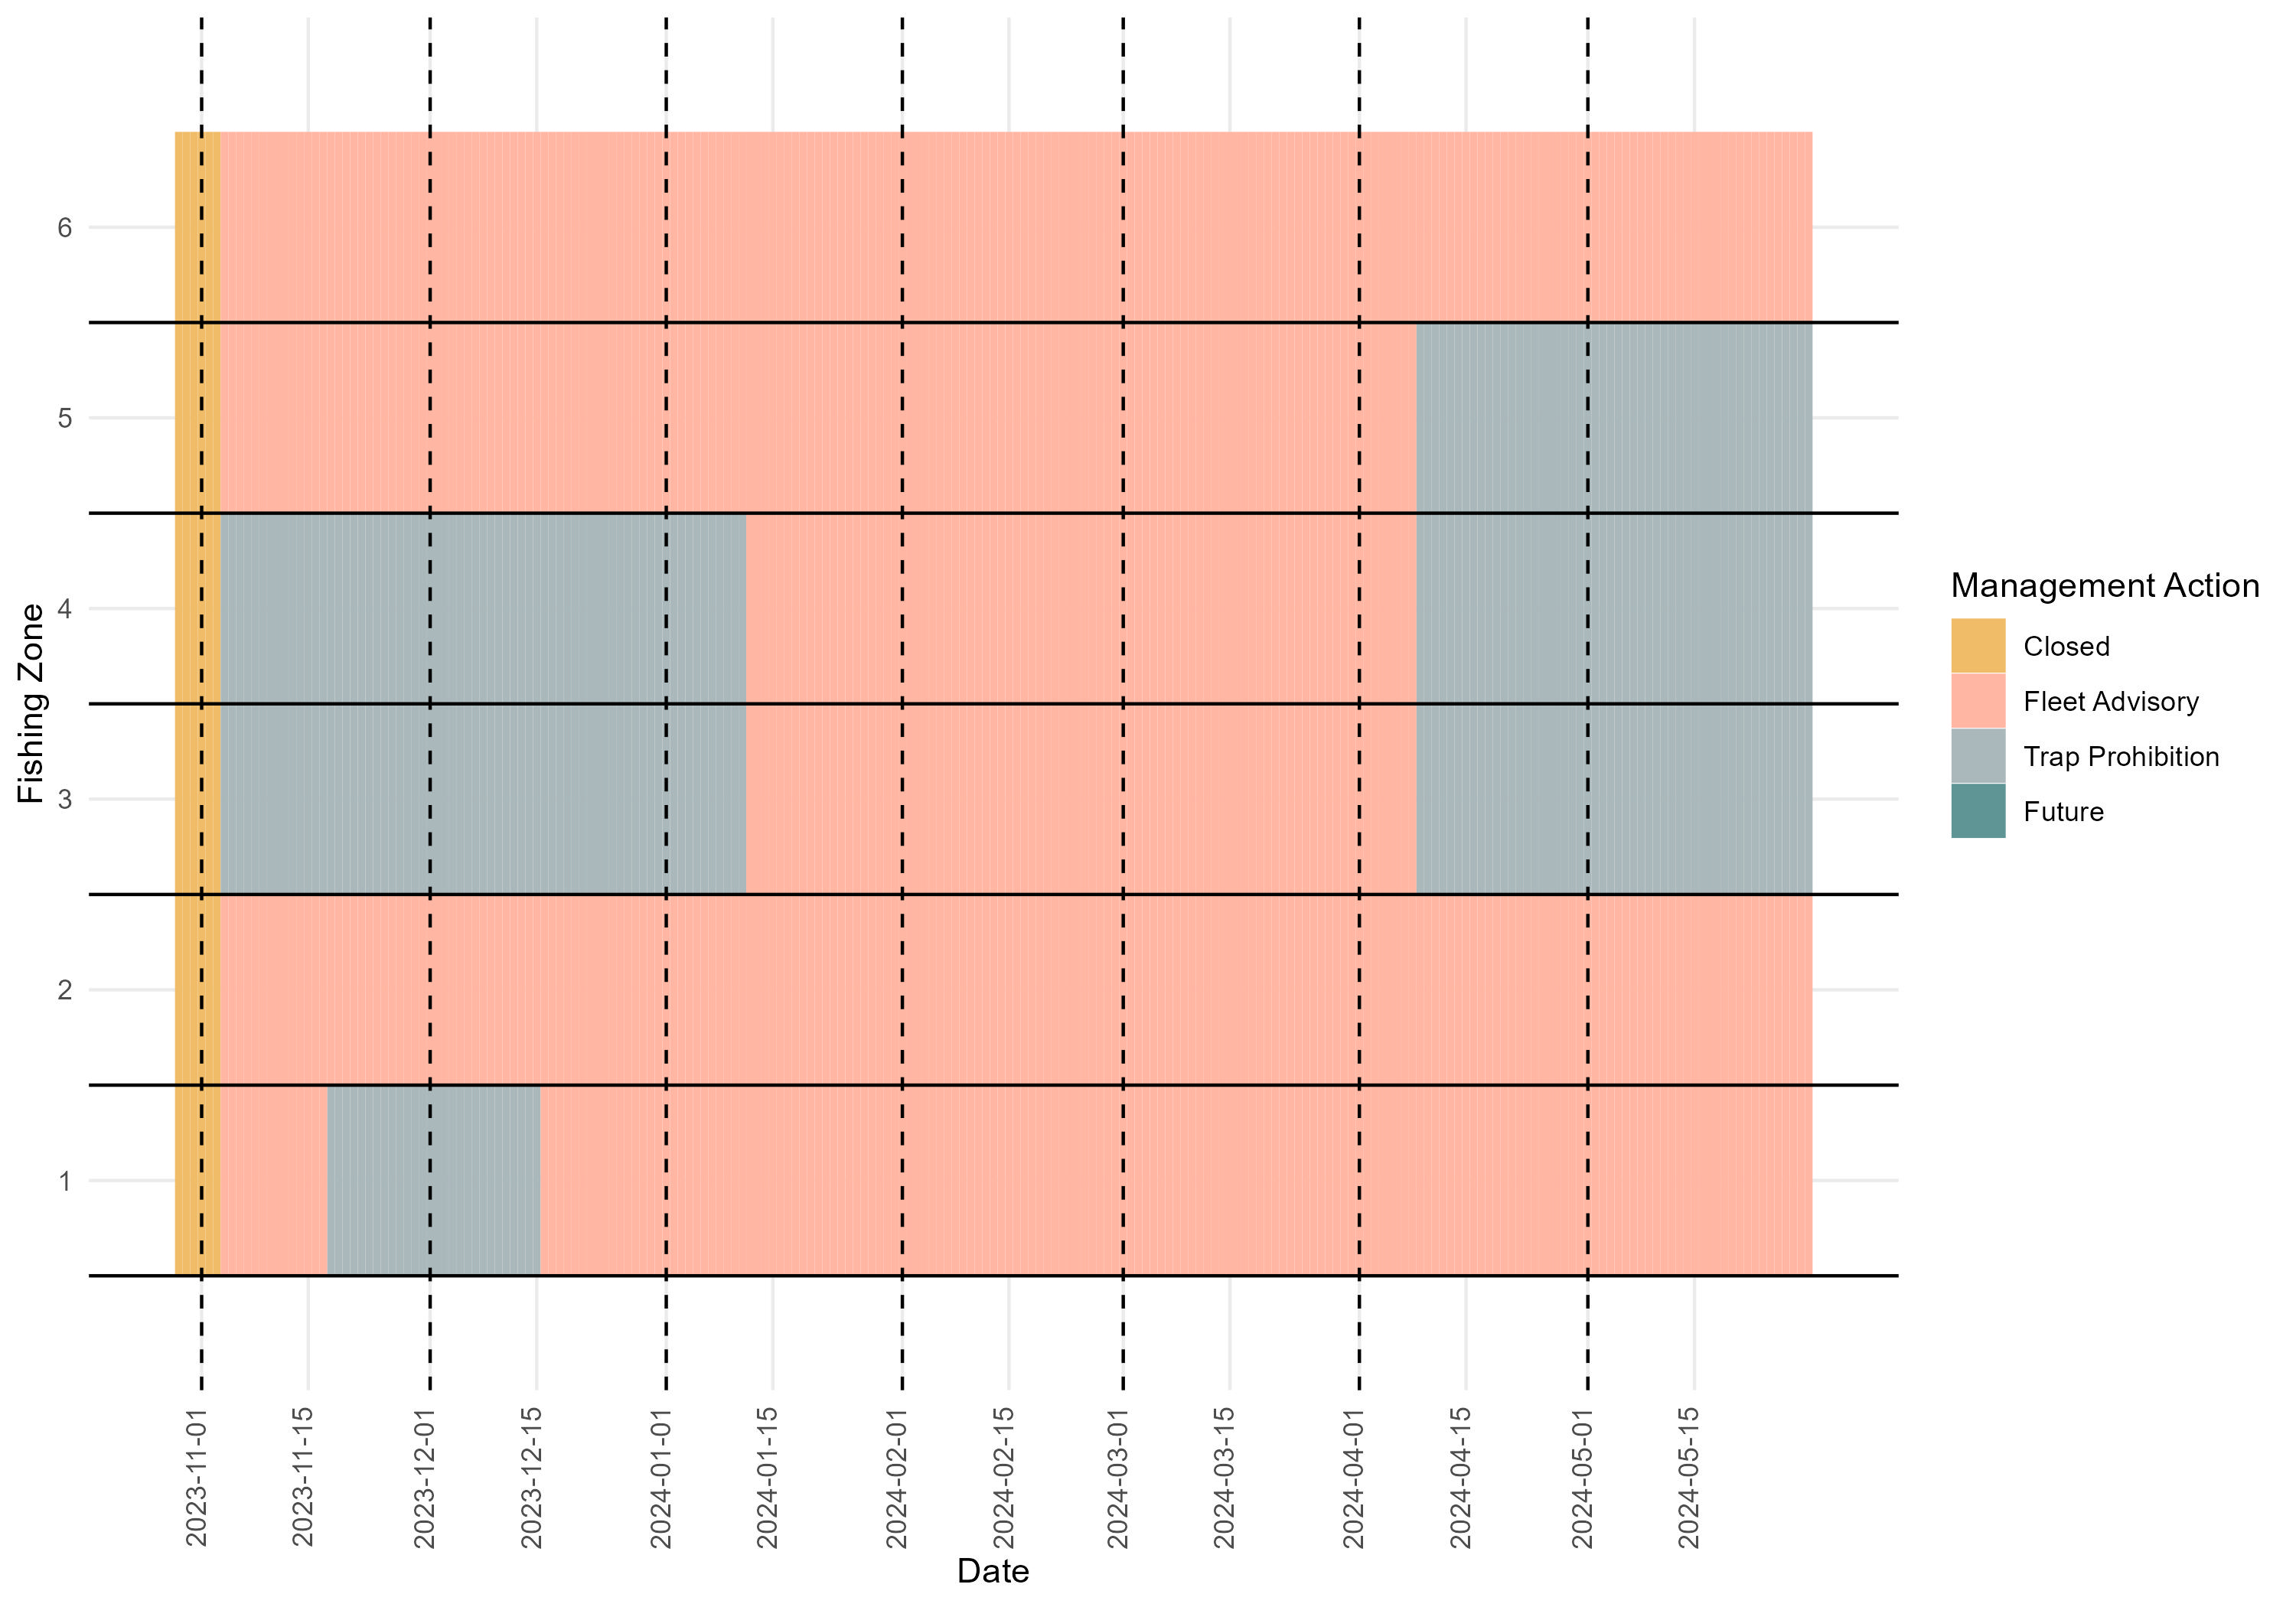 6
5
4
3
2
1
Fishing Zone
2023-11-01
2023-11-15
2023-12-01
2023-12-15
2024-01-01
2024-01-15
2024-02-01
2024-02-15
2024-03-01
2024-03-15
2024-04-01
2024-04-15
2024-05-01
2024-05-15
Date
Management Action
Closed
Fleet Advisory
Trap Prohibition
Future